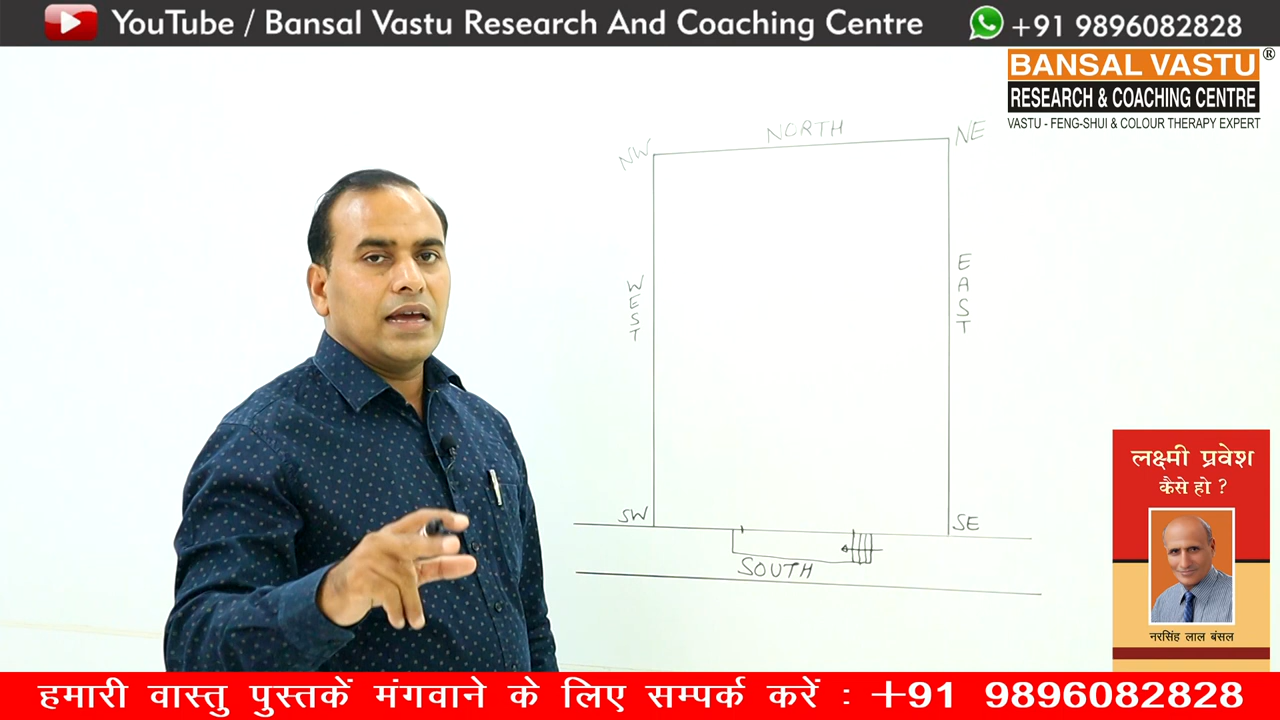 YouTube / Bansal Vastu Research And Coaching Centre
+91 9896082828
BANSAL VASTU ®
RESEARCH & COACHING CENTRE
VASTU - FENG-SHUI & COLOUR THERAPY EXPERT
NORTH
NW
NE
WEST
EAST
SW
SE
SOUTH
लक्ष्मी प्रवेश
कैसे हो ?
नरसिंह लाल बंसल
हमारी वास्तु पुस्तकें मंगवाने के लिए सम्पर्क करें : +91 9896082828